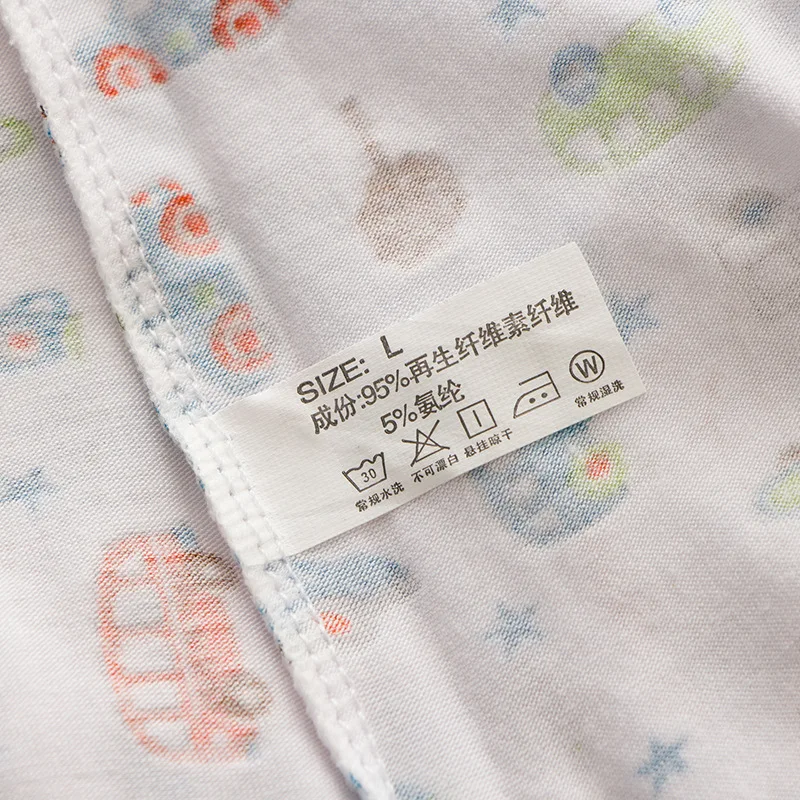 SIZE: L
成份:95%再生纤维素纤维
5%氨纶
30
W
常规水洗 不可漂白 悬挂晾干 常规湿洗